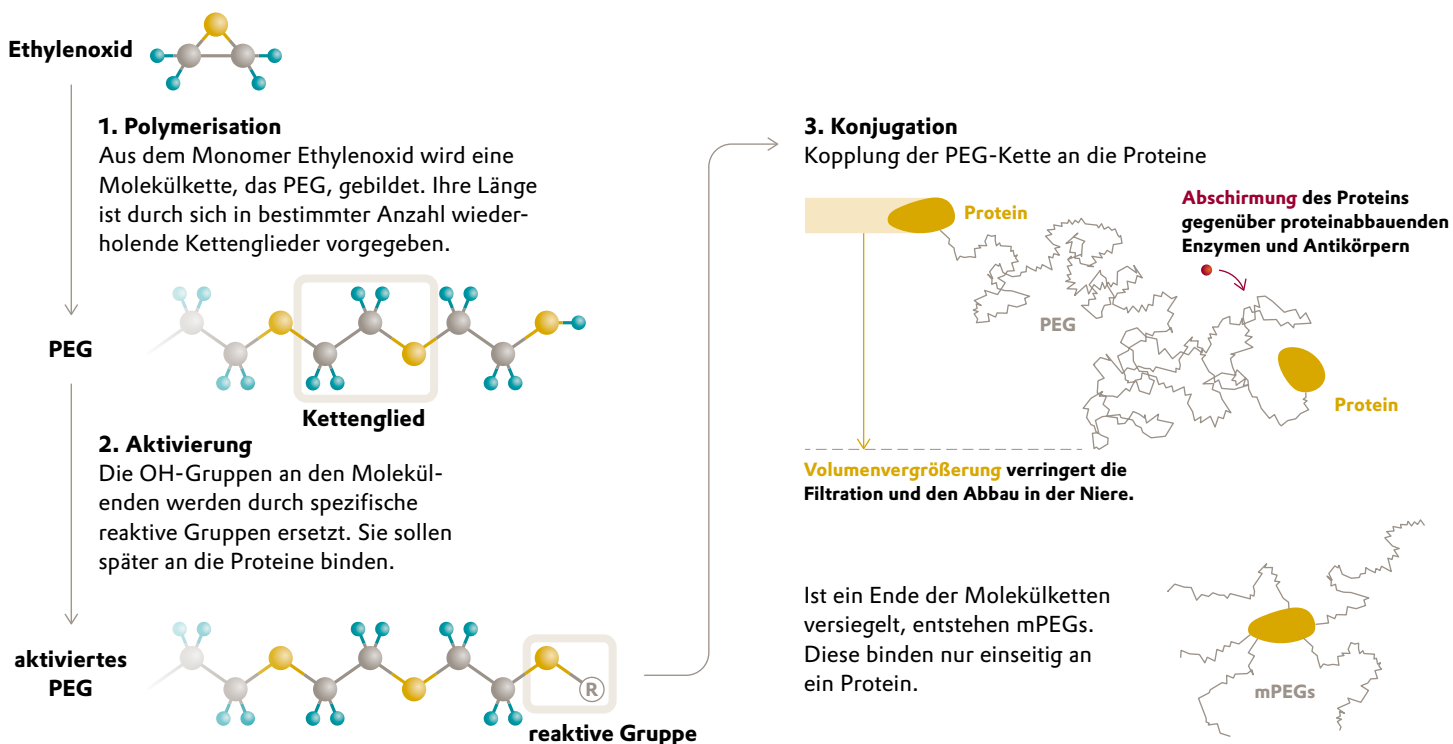 Ethylenoxid
1. Polymerisation
Aus dem Monomer Ethylenoxid wird eine
Molekülkette, das PEG, gebildet. Ihre Länge
ist durch sich in bestimmter Anzahl wieder-
holende Kettenglieder vorgegeben.
PEG
Kettenglied
2. Aktivierung
Die OH-Gruppen an den Molekül-
enden werden durch spezifische
reaktive Gruppen ersetzt. Sie sollen
später an die Proteine binden.
aktiviertes
PEG
R
reaktive Gruppe
3. Konjugation
Kopplung der PEG-Kette an die Proteine
Protein
Abschirmung des Proteins
gegenüber proteinabbauenden
Enzymen und Antikörpern
PEG
Protein
Volumenvergrößerung verringert die
Filtration und den Abbau in der Niere.
Ist ein Ende der Molekülketten
versiegelt, entstehen mPEGs.
Diese binden nur einseitig an
ein Protein.
mPEGs